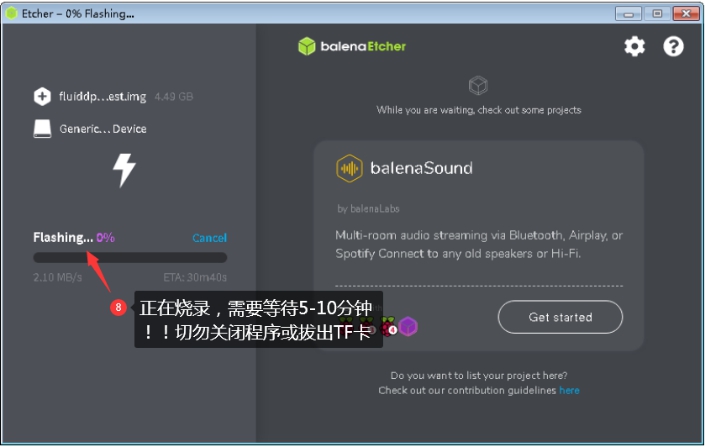 Etcher – 0% Flashing...
balenaEtcher
fluiddp...est.img 4.49 GB
Generic... Device
While you are waiting, check out some projects
balenaSound
by balenaLabs
Flashing... 0% Cancel
2.10 MB/s ETA: 30m40s
Multi-room audio streaming via Bluetooth, Airplay, or
Spotify Connect to any old speakers or Hi-Fi.
8
正在烧录，需要等待5-10分钟
！！切勿关闭程序或拔出TF卡
Get started
Do you want to list your project here?
Check out our contribution guidelines here